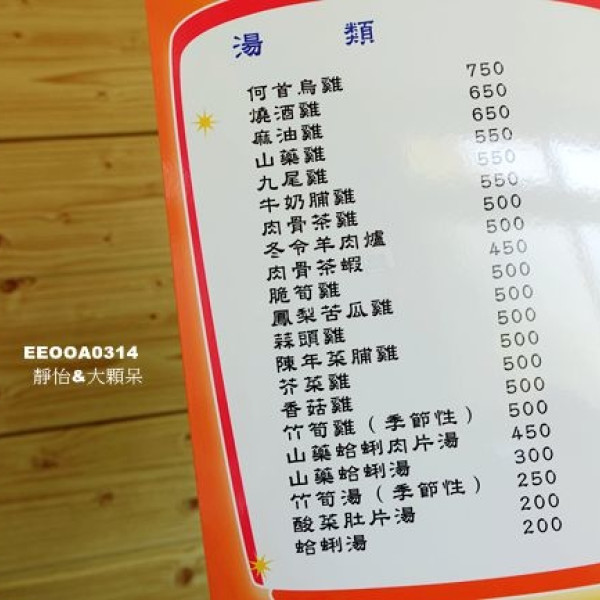 湯 類
何首烏雞 750
燒酒雞 650
麻油雞 650
山藥雞 550
九尾雞 550
牛奶脯雞 550
肉骨茶雞 500
冬令羊肉爐 500
肉骨茶蝦 450
脆筍雞 500
鳳梨苦瓜雞 500
蒜頭雞 500
陳年菜脯雞 500
芥菜雞 500
香菇雞 500
竹筍雞（季節性） 500
山藥蛤蜊肉片湯 450
山藥蛤蜊湯 300
竹筍湯（季節性） 250
酸菜肚片湯 200
蛤蜊湯 200
EEOOA0314
靜怡&大顆呆